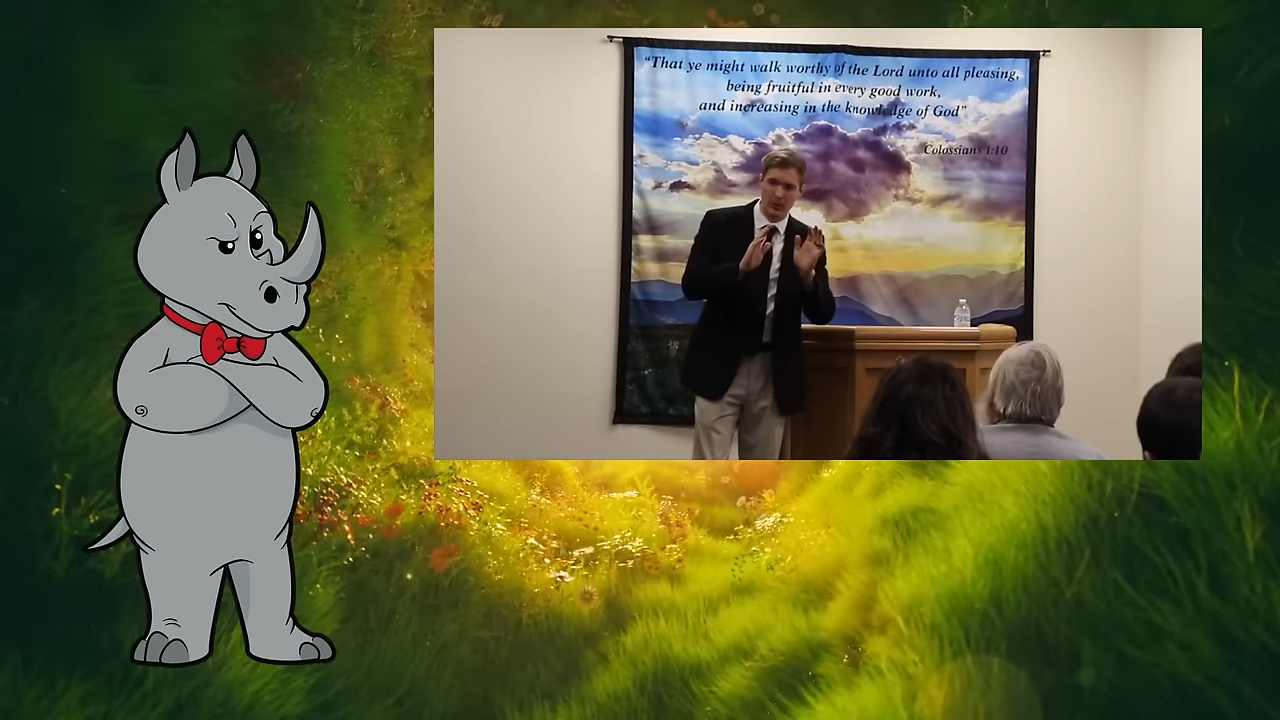 “That ye might walk worthy of the Lord unto all pleasing,
being fruitful in every good work,
and increasing in the knowledge of God”
Colossians 1:10